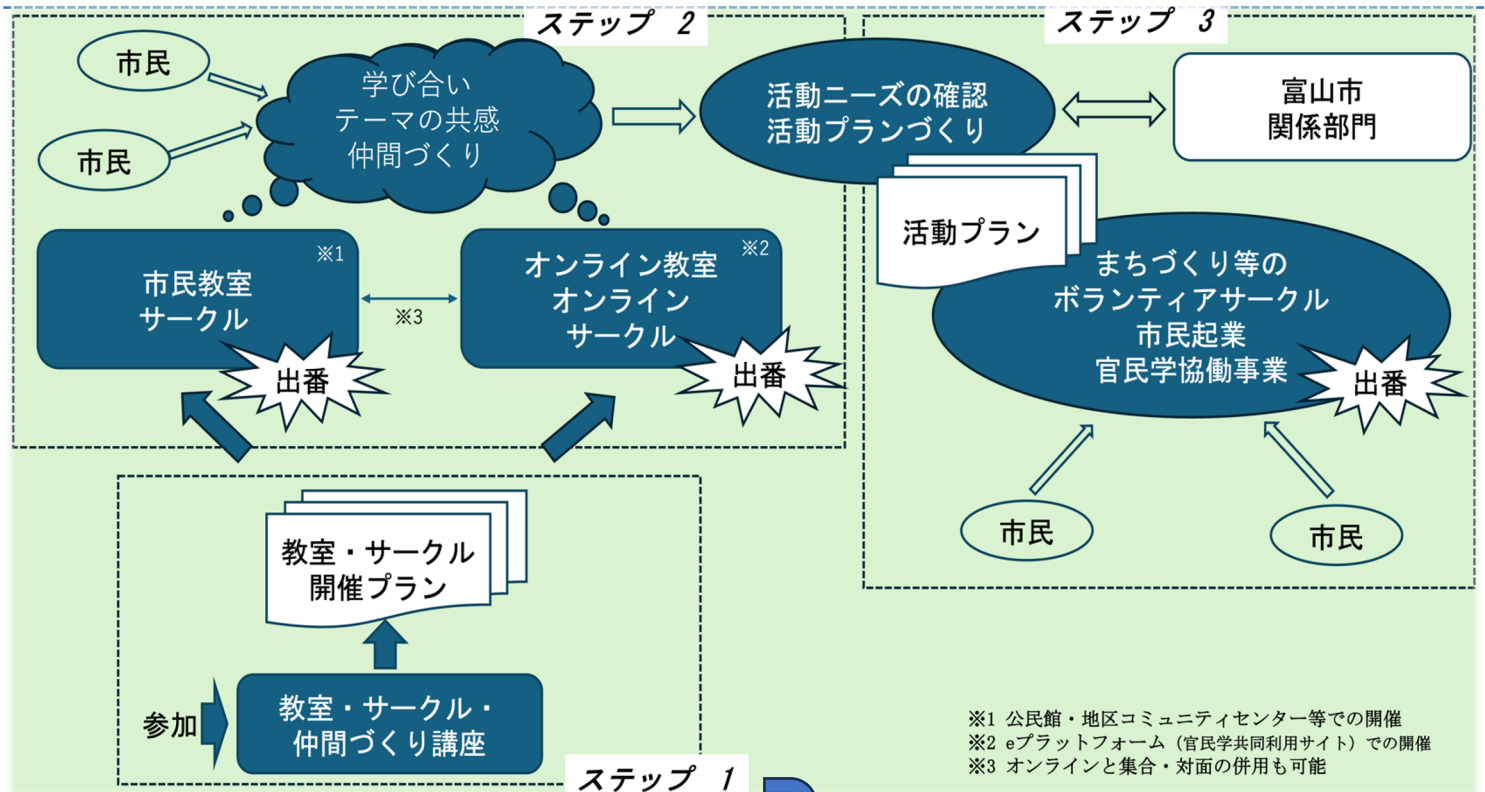 ステップ 2
ステップ 3
市民
市民
学び合い
テーマの共感
仲間づくり
活動ニーズの確認
活動プランづくり
富山市
関係部門
活動プラン
※1
市民教室
サークル
出番
※3
※2
オンライン教室
オンライン
サークル
出番
まちづくり等の
ボランティアサークル
市民起業
官民学協働事業
出番
市民
市民
教室・サークル
開催プラン
参加
教室・サークル・
仲間づくり講座
ステップ 1
※1 公民館・地区コミュニティセンター等での開催
※2 eプラットフォーム（官民学共同利用サイト）での開催
※3 オンラインと集合・対面の併用も可能